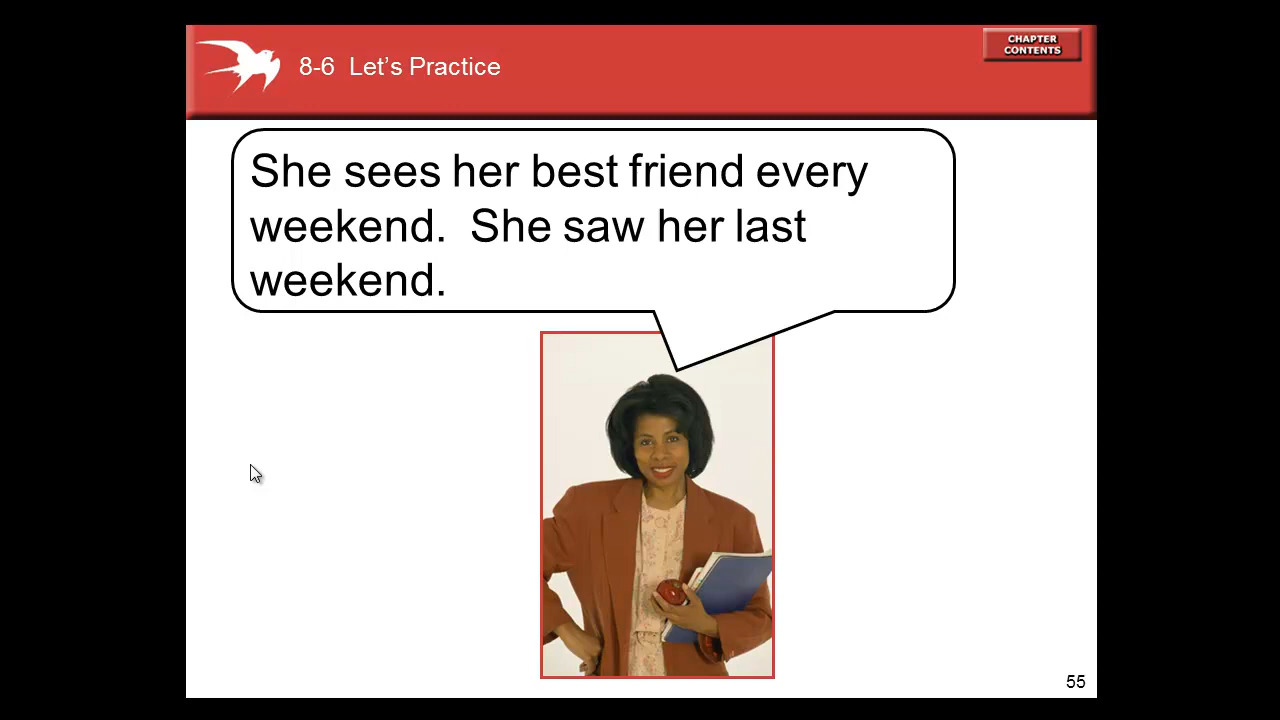 8-6 Let’s Practice
CHAPTER
CONTENTS
She sees her best friend every
weekend. She saw her last
weekend.
55